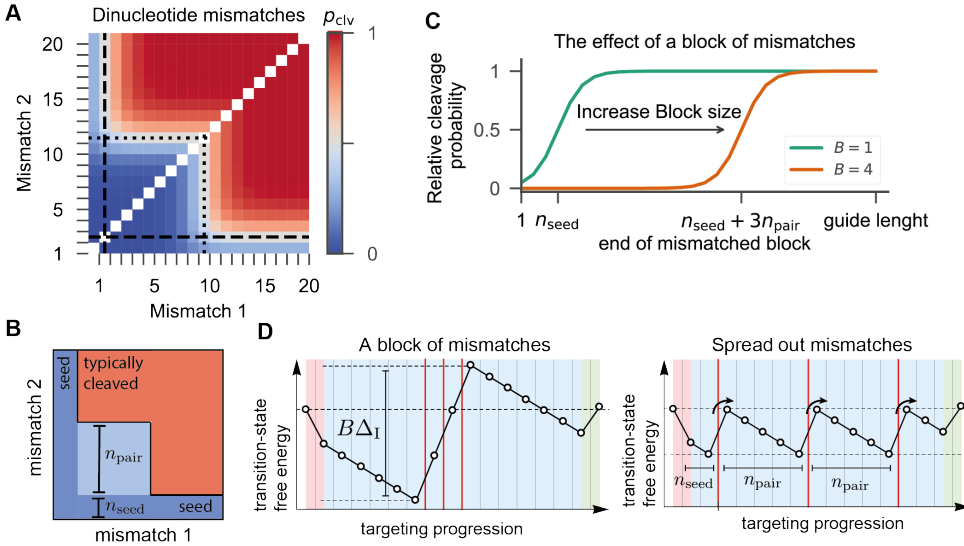 A
Dinucleotide mismatches
p_clv
Mismatch 2
20
15
10
5
1
1
0
1 5 10 15 20
Mismatch 1
B
mismatch 2
seed
typically
cleaved
n_pair
n_seed
seed
mismatch 1
C
The effect of a block of mismatches
Relative cleavage
probability
1
0.5
0
Increase Block size
B = 1
B = 4
1 n_seed n_seed + 3n_pair guide lenght
end of mismatched block
D
A block of mismatches
transition-state
free energy
BΔ_I
targeting progression
Spread out mismatches
transition-state
free energy
n_seed n_pair n_pair
targeting progression